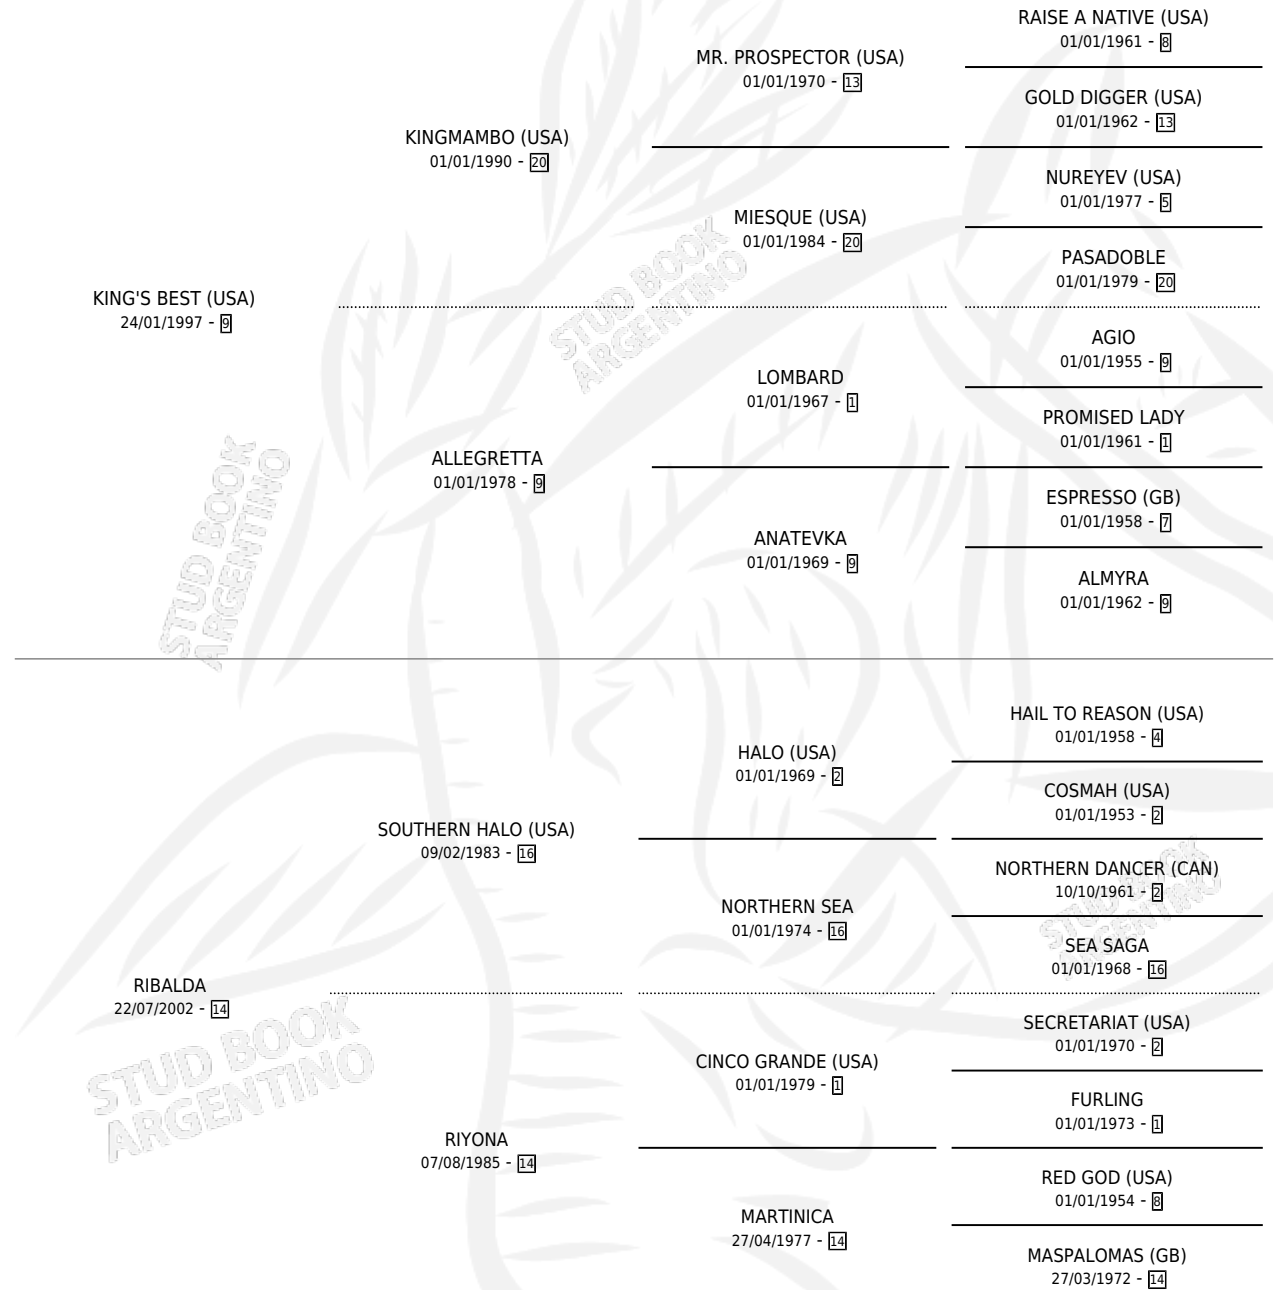 RAISE A NATIVE (USA)
01/01/1961 - 8
MR. PROSPECTOR (USA)
01/01/1970 - 13
GOLD DIGGER (USA)
01/01/1962 - 13
KINGMAMBO (USA)
01/01/1990 - 20
NUREYEV (USA)
01/01/1977 - 5
MIESQUE (USA)
01/01/1984 - 20
PASADOBLE
01/01/1979 - 20
KING'S BEST (USA)
24/01/1997 - 9
STUD BOOK
ARGENTINO
AGIO
01/01/1955 - 9
LOMBARD
01/01/1967 - 1
PROMISED LADY
01/01/1961 - 1
ALLEGRETTA
01/01/1978 - 9
ESPRESSO (GB)
01/01/1958 - 7
ANATEVKA
01/01/1969 - 9
ALMYRA
01/01/1962 - 9
STUD BOOK
ARGENTINO
HAIL TO REASON (USA)
01/01/1958 - 4
HALO (USA)
01/01/1969 - 2
COSMAH (USA)
01/01/1953 - 2
SOUTHERN HALO (USA)
09/02/1983 - 16
NORTHERN DANCER (CAN)
10/10/1961 - 2
NORTHERN SEA
01/01/1974 - 16
STUD BOOK
ARGENTINO
SEA SAGA
01/01/1968 - 16
RIBALDA
22/07/2002 - 14
STUD BOOK
ARGENTINO
SECRETARIAT (USA)
01/01/1970 - 2
CINCO GRANDE (USA)
01/01/1979 - 1
FURLING
01/01/1973 - 1
RIYONA
07/08/1985 - 14
RED GOD (USA)
01/01/1954 - 8
MARTINICA
27/04/1977 - 14
MASPALOMAS (GB)
27/03/1972 - 14